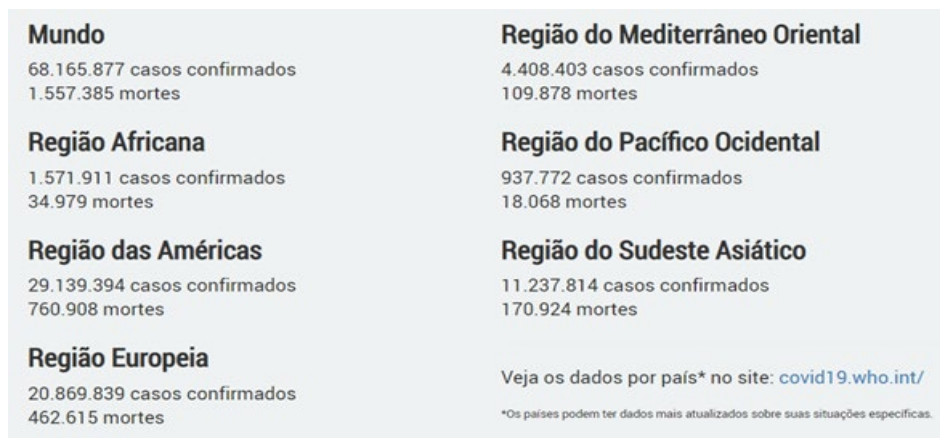 Mundo
68.165.877 casos confirmados
1.557.385 mortes
Região Africana
1.571.911 casos confirmados
34.979 mortes
Região das Américas
29.139.394 casos confirmados
760.908 mortes
Região Europeia
20.869.839 casos confirmados
462.615 mortes
Região do Mediterrâneo Oriental
4.408.403 casos confirmados
109.878 mortes
Região do Pacífico Ocidental
937.772 casos confirmados
18.068 mortes
Região do Sudeste Asiático
11.237.814 casos confirmados
170.924 mortes
Veja os dados por país* no site: covid19.who.int/
*Os países podem ter dados mais atualizados sobre suas situações específicas.